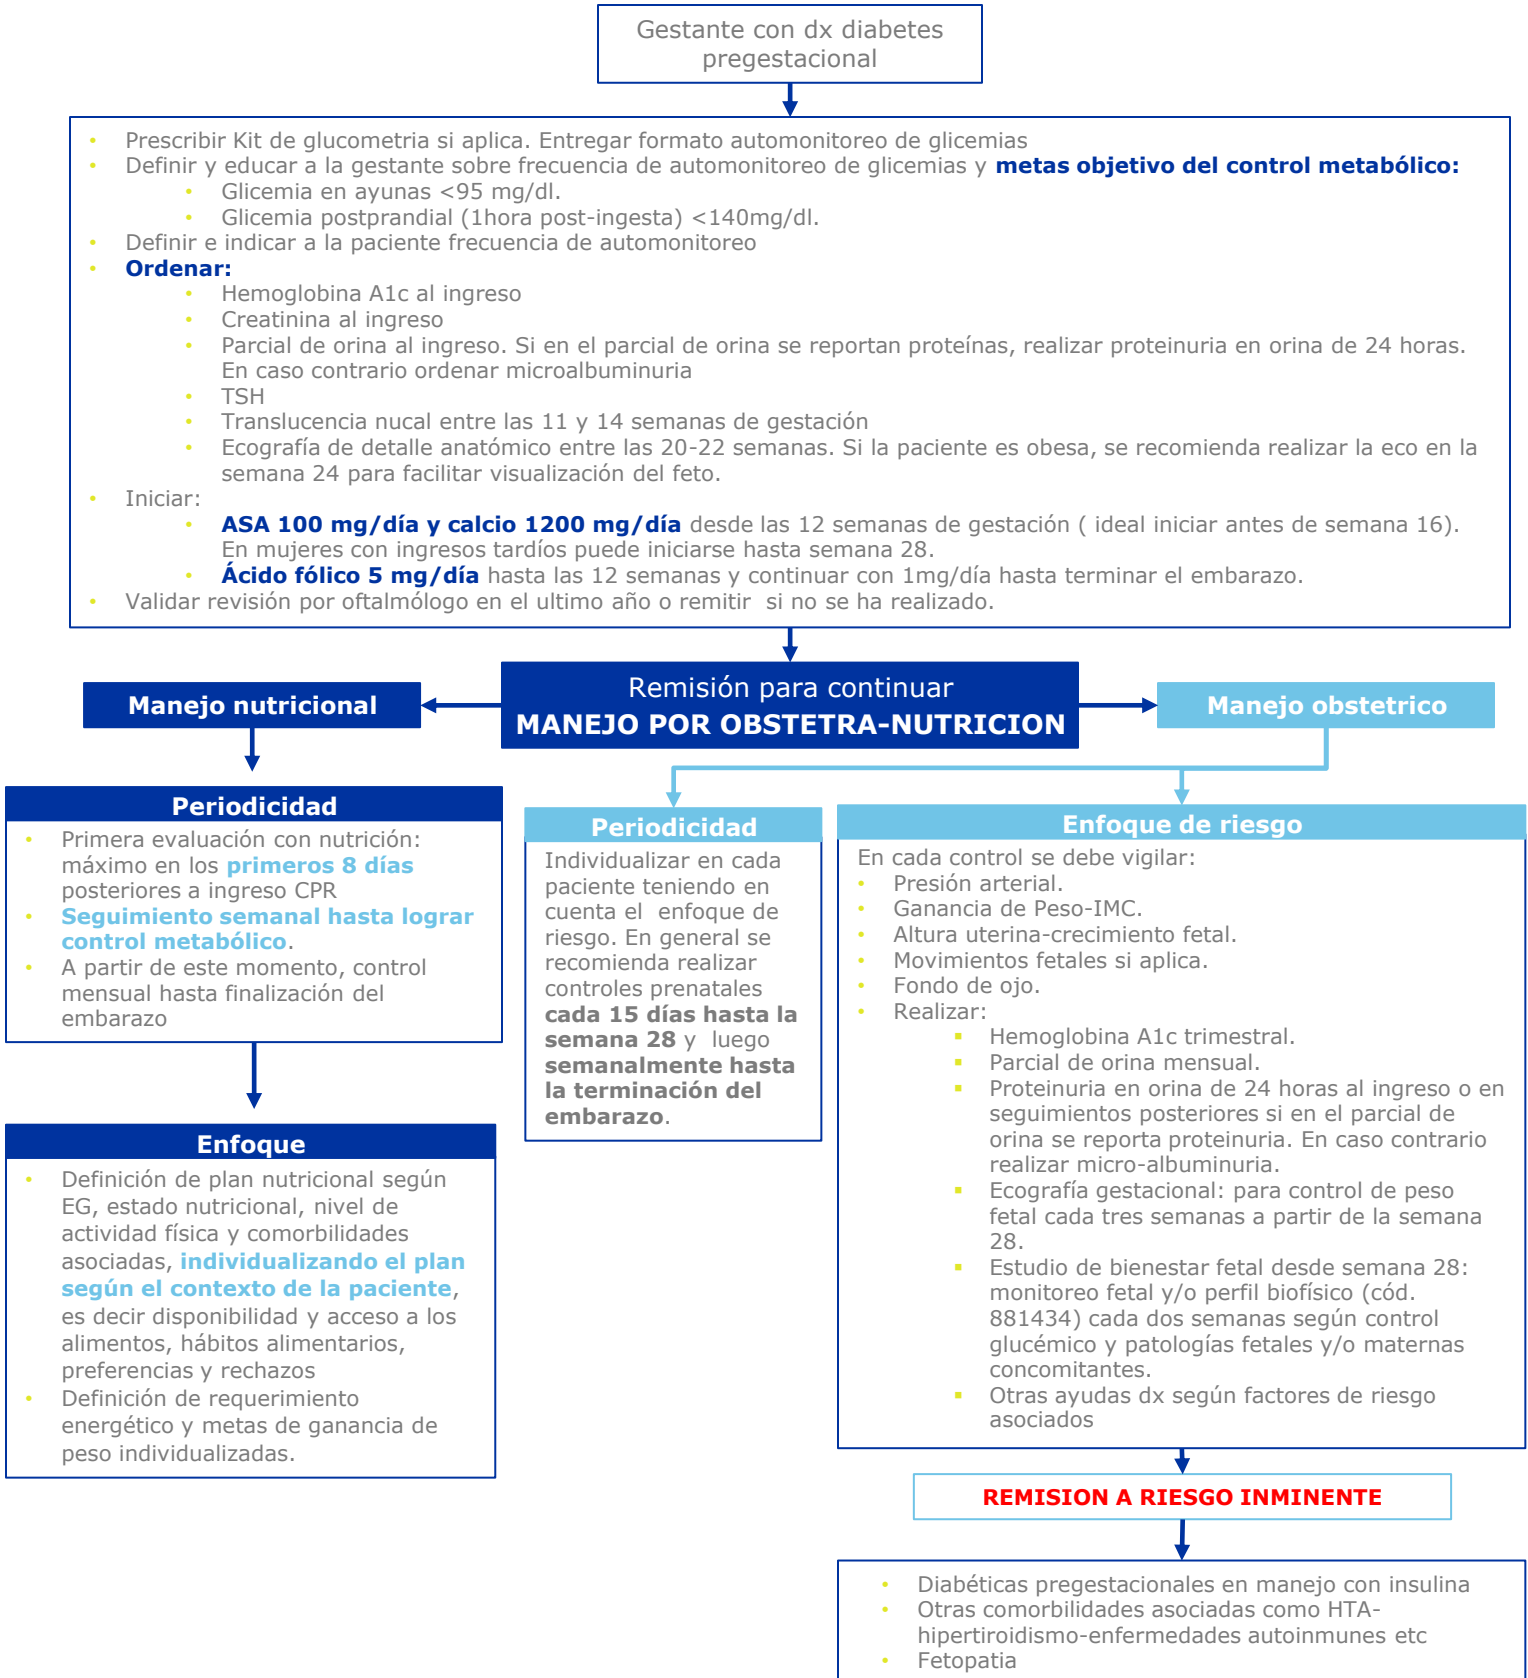 Gestante con dx diabetes
pregestacional
• Prescribir Kit de glucometria si aplica. Entregar formato automonitoreo de glicemias
• Definir y educar a la gestante sobre frecuencia de automonitoreo de glicemias y metas objetivo del control metabólico:
• Glicemia en ayunas <95 mg/dl.
• Glicemia postprandial (1hora post-ingesta) <140mg/dl.
• Definir e indicar a la paciente frecuencia de automonitoreo
• Ordenar:
• Hemoglobina A1c al ingreso
• Creatinina al ingreso
• Parcial de orina al ingreso. Si en el parcial de orina se reportan proteínas, realizar proteinuria en orina de 24 horas.
En caso contrario ordenar microalbuminuria
• TSH
• Translucencia nucal entre las 11 y 14 semanas de gestación
• Ecografía de detalle anatómico entre las 20-22 semanas. Si la paciente es obesa, se recomienda realizar la eco en la
semana 24 para facilitar visualización del feto.
• Iniciar:
• ASA 100 mg/día y calcio 1200 mg/día desde las 12 semanas de gestación ( ideal iniciar antes de semana 16).
En mujeres con ingresos tardíos puede iniciarse hasta semana 28.
• Ácido fólico 5 mg/día hasta las 12 semanas y continuar con 1mg/día hasta terminar el embarazo.
• Validar revisión por oftalmólogo en el ultimo año o remitir si no se ha realizado.
Remisión para continuar
MANEJO POR OBSTETRA-NUTRICION
Manejo nutricional
Manejo obstetrico
Periodicidad
• Primera evaluación con nutrición:
máximo en los primeros 8 días
posteriores a ingreso CPR
• Seguimiento semanal hasta lograr
control metabólico.
• A partir de este momento, control
mensual hasta finalización del
embarazo
Enfoque
• Definición de plan nutricional según
EG, estado nutricional, nivel de
actividad física y comorbilidades
asociadas, individualizando el plan
según el contexto de la paciente,
es decir disponibilidad y acceso a los
alimentos, hábitos alimentarios,
preferencias y rechazos
• Definición de requerimiento
energético y metas de ganancia de
peso individualizadas.
Periodicidad
Individualizar en cada
paciente teniendo en
cuenta el enfoque de
riesgo. En general se
recomienda realizar
controles prenatales
cada 15 días hasta la
semana 28 y luego
semanalmente hasta
la terminación del
embarazo.
Enfoque de riesgo
En cada control se debe vigilar:
• Presión arterial.
• Ganancia de Peso-IMC.
• Altura uterina-crecimiento fetal.
• Movimientos fetales si aplica.
• Fondo de ojo.
• Realizar:
▪ Hemoglobina A1c trimestral.
▪ Parcial de orina mensual.
▪ Proteinuria en orina de 24 horas al ingreso o en
seguimientos posteriores si en el parcial de
orina se reporta proteinuria. En caso contrario
realizar micro-albuminuria.
▪ Ecografía gestacional: para control de peso
fetal cada tres semanas a partir de la semana
28.
▪ Estudio de bienestar fetal desde semana 28:
monitoreo fetal y/o perfil biofísico (cód.
881434) cada dos semanas según control
glucémico y patologías fetales y/o maternas
concomitantes.
▪ Otras ayudas dx según factores de riesgo
asociados
REMISION A RIESGO INMINENTE
• Diabéticas pregestacionales en manejo con insulina
• Otras comorbilidades asociadas como HTA-
hipertiroidismo-enfermedades autoinmunes etc
• Fetopatia